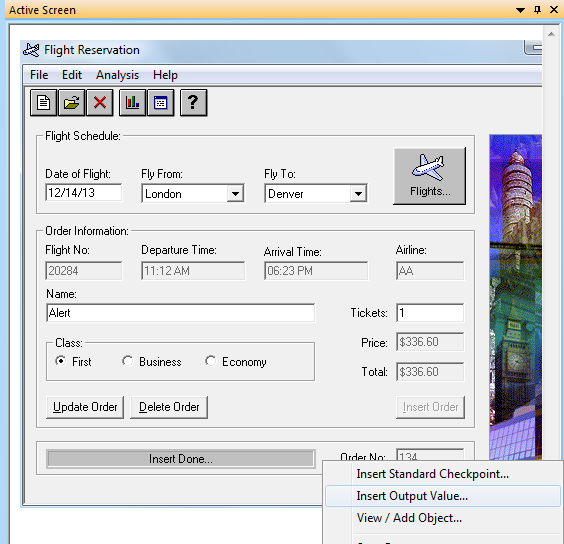 Active Screen
Flight Reservation
File Edit Analysis Help
?
Flight Schedule:
Date of Flight: Fly From: Fly To:
12/14/13 London Denver Flights...
Order Information:
Flight No: Departure Time: Arrival Time: Airline:
20284 11:12 AM 06:23 PM AA
Name:
Alert Tickets: 1
Class: Price: $336.60
First Business Economy
Total: $336.60
Update Order Delete Order Insert Order
Insert Done... Order No: 134
Insert Standard Checkpoint...
Insert Output Value...
View / Add Object...